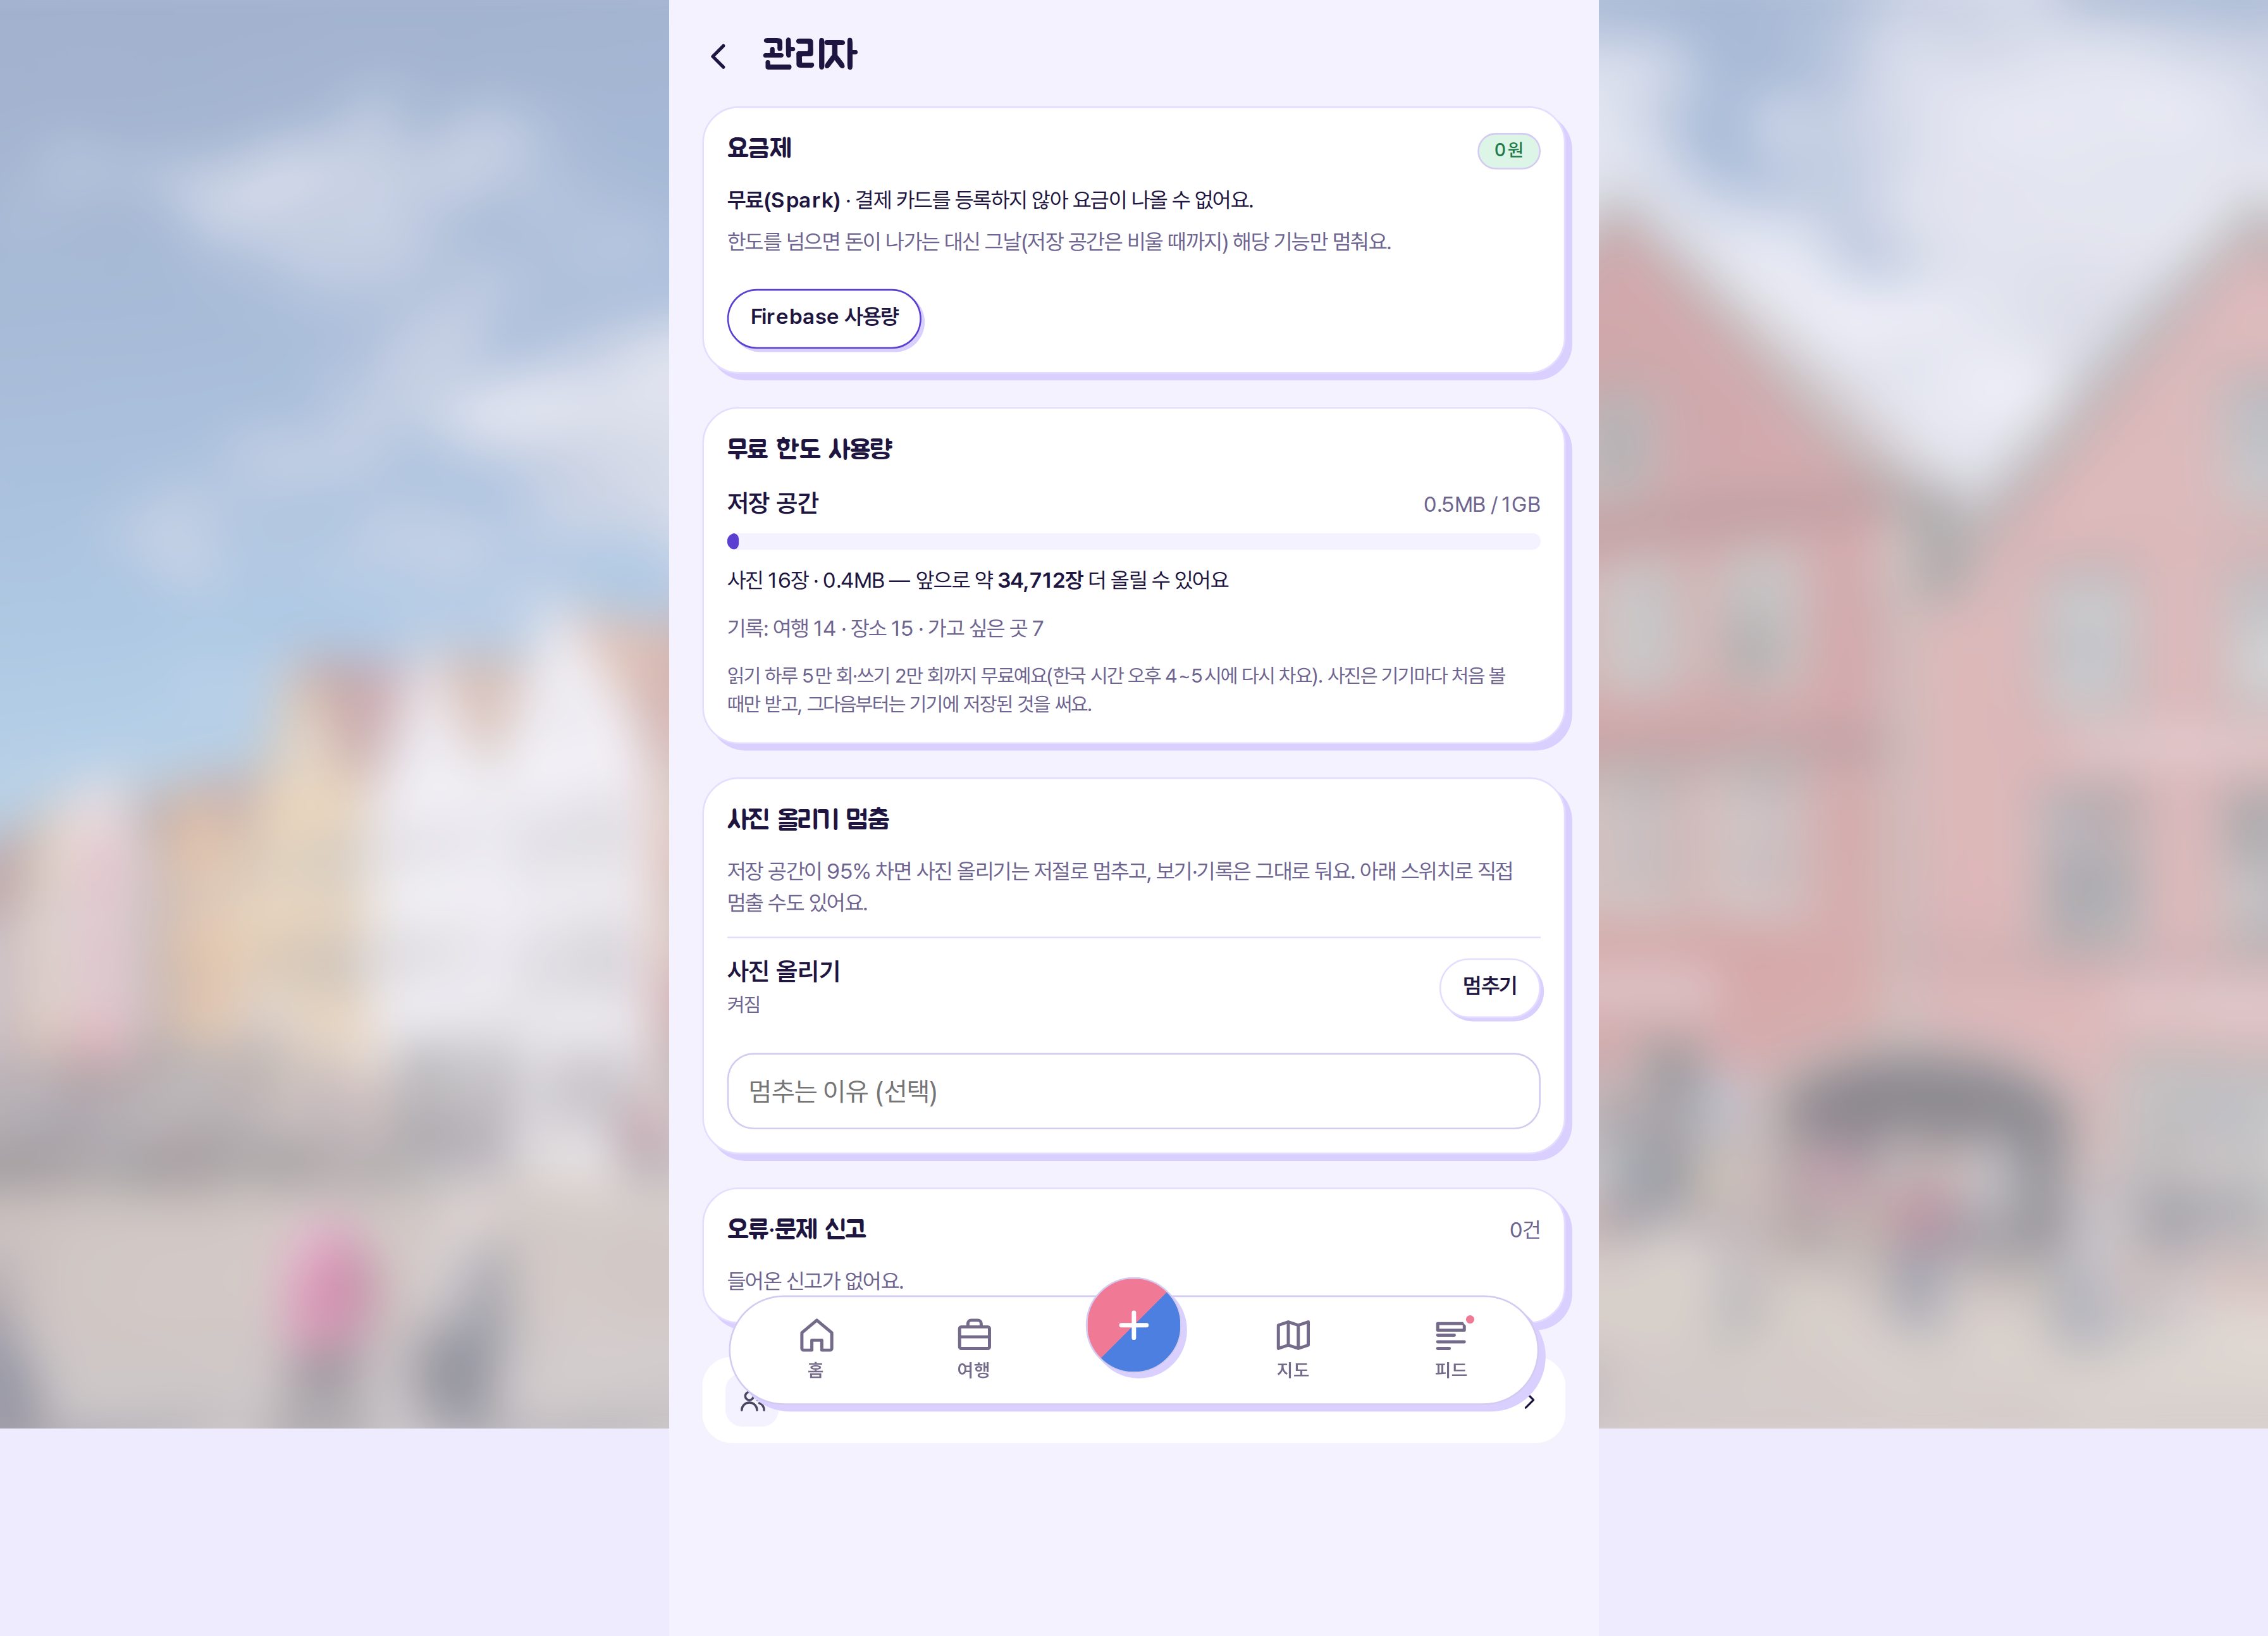 관리자
요금제
0원
무료(Spark) · 결제 카드를 등록하지 않아 요금이 나올 수 없어요.
한도를 넘으면 돈이 나가는 대신 그날(저장 공간은 비울 때까지) 해당 기능만 멈춰요.
Firebase 사용량
무료 한도 사용량
저장 공간
0.5MB / 1GB
사진 16장 · 0.4MB — 앞으로 약 34,712장 더 올릴 수 있어요
기록: 여행 14 · 장소 15 · 가고 싶은 곳 7
읽기 하루 5만 회·쓰기 2만 회까지 무료예요(한국 시간 오후 4~5시에 다시 차요). 사진은 기기마다 처음 볼
때만 받고, 그다음부터는 기기에 저장된 것을 써요.
사진 올리기 멈춤
저장 공간이 95% 차면 사진 올리기는 저절로 멈추고, 보기·기록은 그대로 둬요. 아래 스위치로 직접
멈출 수도 있어요.
사진 올리기
켜짐
멈추기
멈추는 이유 (선택)
오류·문제 신고
0건
들어온 신고가 없어요.
홈
여행
지도
피드